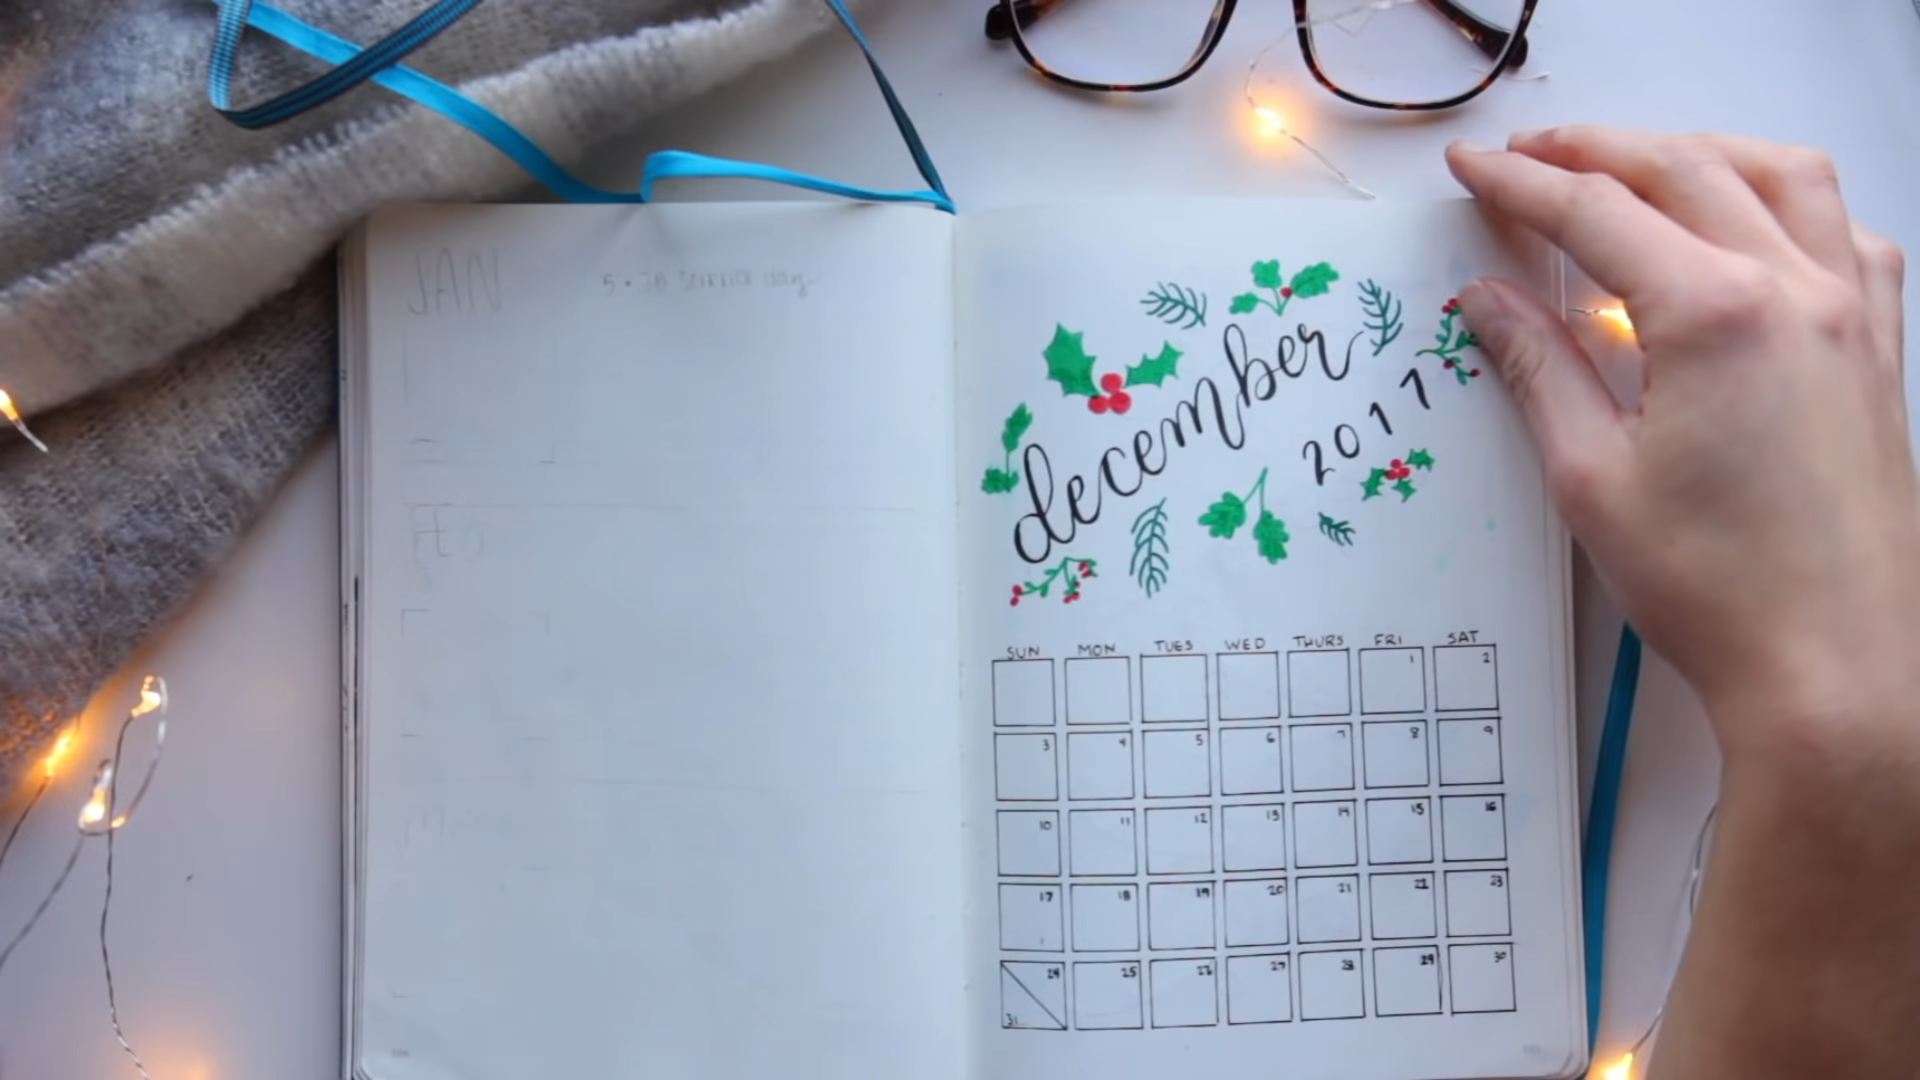 JAN
FEB
december
2017
SUN MON TUES WED THURS FRI SAT
1 2
3 4 5 6 7 8 9
10 11 12 13 14 15 16
17 18 19 20 21 22 23
24 25 26 27 28 29 30
31